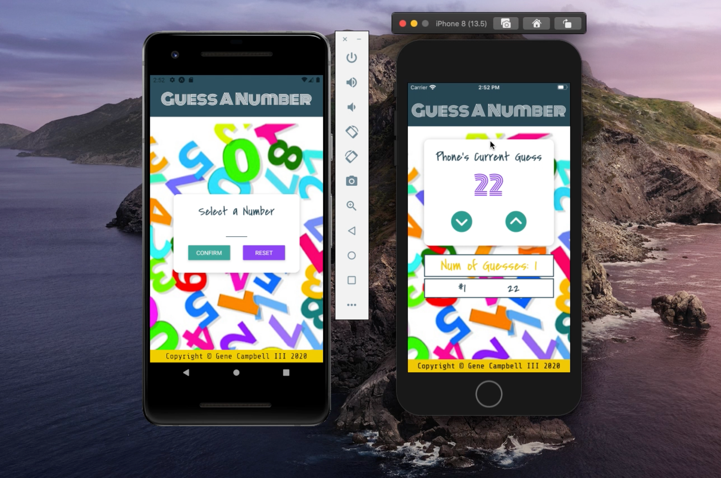 iPhone 8 (13.5)
2:52
GUESS A NUMBER
Select a Number
CONFIRM
RESET
Copyright © Gene Campbell III 2020
Carrier
2:52 PM
GUESS A NUMBER
Phone's Current Guess
22
Num of Guesses: 1
#1 22
Copyright © Gene Campbell III 2020